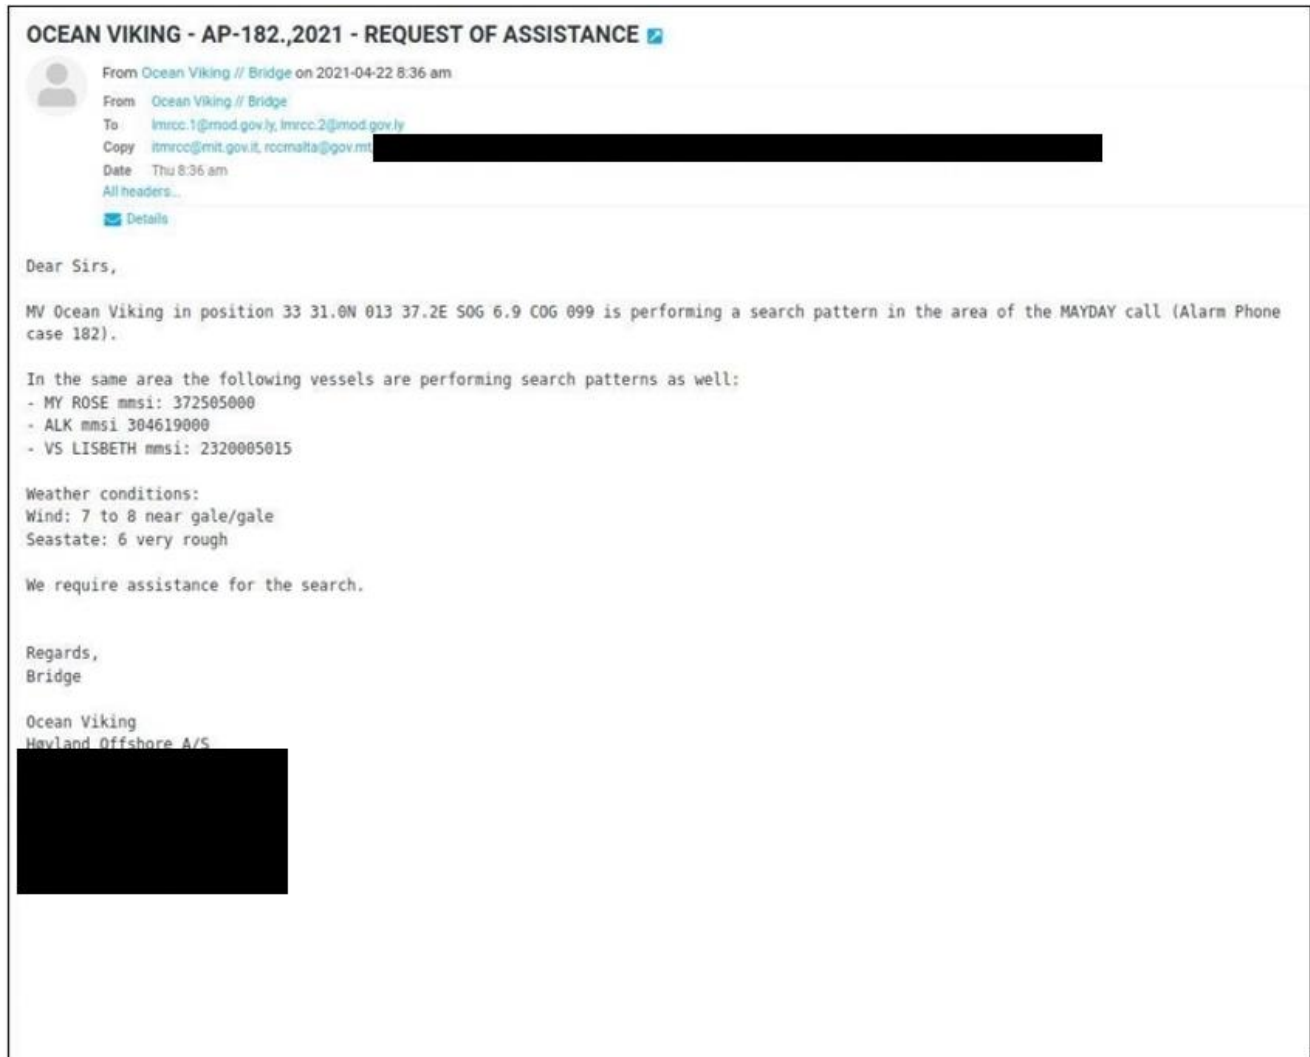 OCEAN VIKING - AP-182.,2021 - REQUEST OF ASSISTANCE
From Ocean Viking // Bridge on 2021-04-22 8:36 am
From Ocean Viking // Bridge
To lmrcc.1@mod.gov.ly, lmrcc.2@mod.gov.ly
Copy itmrcc@mit.gov.it, rccmalta@gov.mt
Date Thu 8:36 am
All headers...
Details
Dear Sirs,
MV Ocean Viking in position 33 31.0N 013 37.2E SOG 6.9 COG 099 is performing a search pattern in the area of the MAYDAY call (Alarm Phone
case 182).
In the same area the following vessels are performing search patterns as well:
- MY ROSE mmsi: 372505000
- ALK mmsi 304619000
- VS LISBETH mmsi: 2320005015
Weather conditions:
Wind: 7 to 8 near gale/gale
Seastate: 6 very rough
We require assistance for the search.
Regards,
Bridge
Ocean Viking
Høyland Offshore A/S